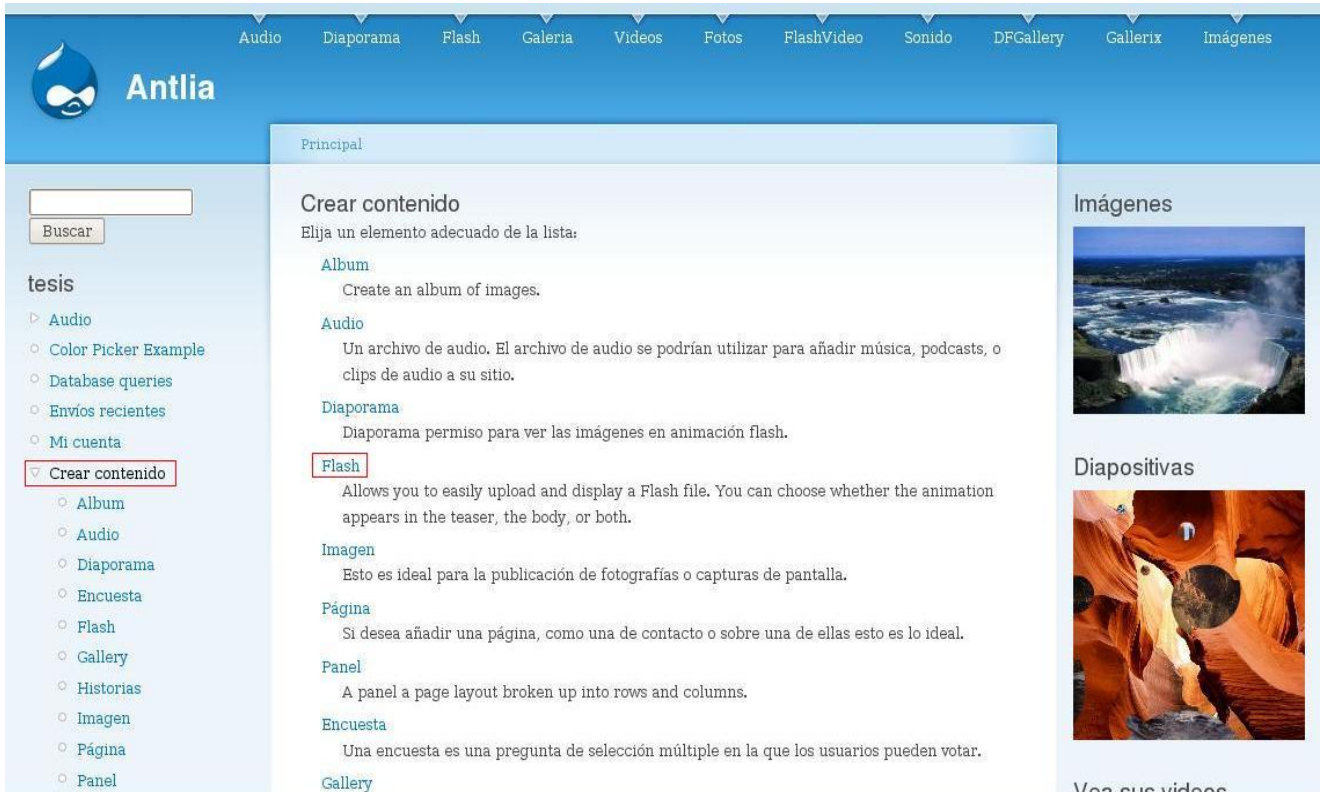 Audio Diaporama Flash Galeria Videos Fotos FlashVideo Sonido DFGallery Gallerix Imágenes
Antlia
Principal
Buscar
tesis
Audio
Color Picker Example
Database queries
Envíos recientes
Mi cuenta
Crear contenido
Album
Audio
Diaporama
Encuesta
Flash
Gallery
Historias
Imagen
Página
Panel
Crear contenido
Elija un elemento adecuado de la lista:
Album
Create an album of images.
Audio
Un archivo de audio. El archivo de audio se podrían utilizar para añadir música, podcasts, o
clips de audio a su sitio.
Diaporama
Diaporama permiso para ver las imágenes en animación flash.
Flash
Allows you to easily upload and display a Flash file. You can choose whether the animation
appears in the teaser, the body, or both.
Imagen
Esto es ideal para la publicación de fotografías o capturas de pantalla.
Página
Si desea añadir una página, como una de contacto o sobre una de ellas esto es lo ideal.
Panel
A panel a page layout broken up into rows and columns.
Encuesta
Una encuesta es una pregunta de selección múltiple en la que los usuarios pueden votar.
Gallery
Imágenes
Diapositivas
Vea sus videos